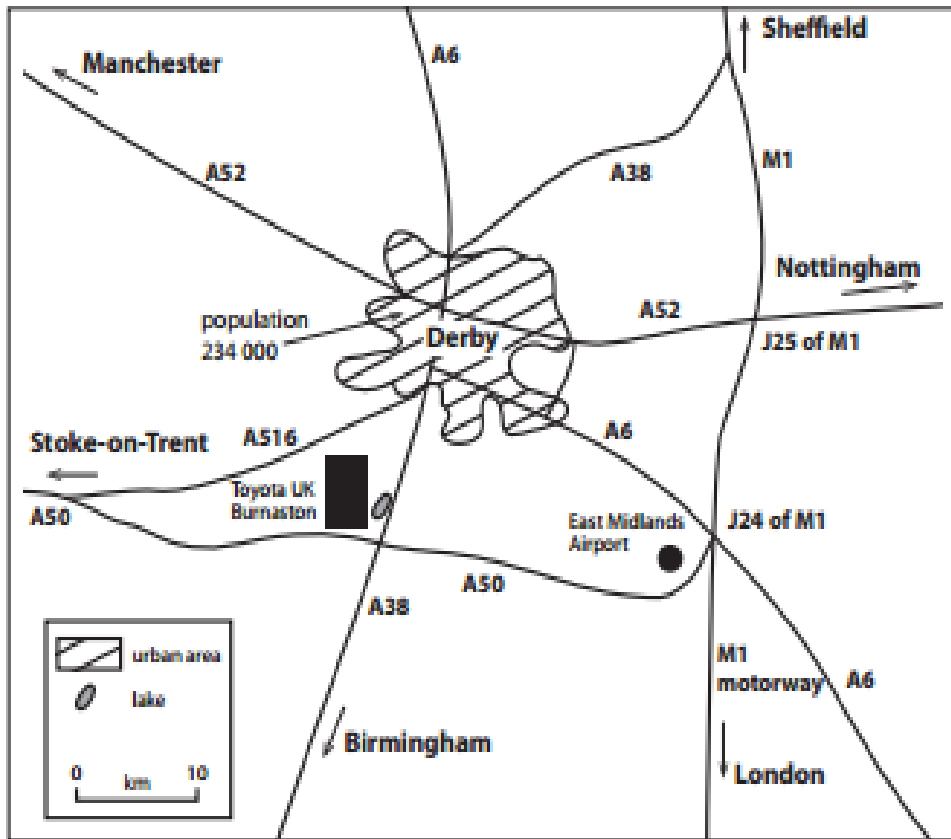 Sheffield
Manchester
A6
M1
A52
A38
Nottingham
population
234 000
A52
Derby
J25 of M1
A516
A6
Stoke-on-Trent
Toyota UK
Burnaston
A50
East Midlands
Airport
J24 of M1
A50
A38
urban area
M1
motorway
A6
lake
Birmingham
0
10
km
London